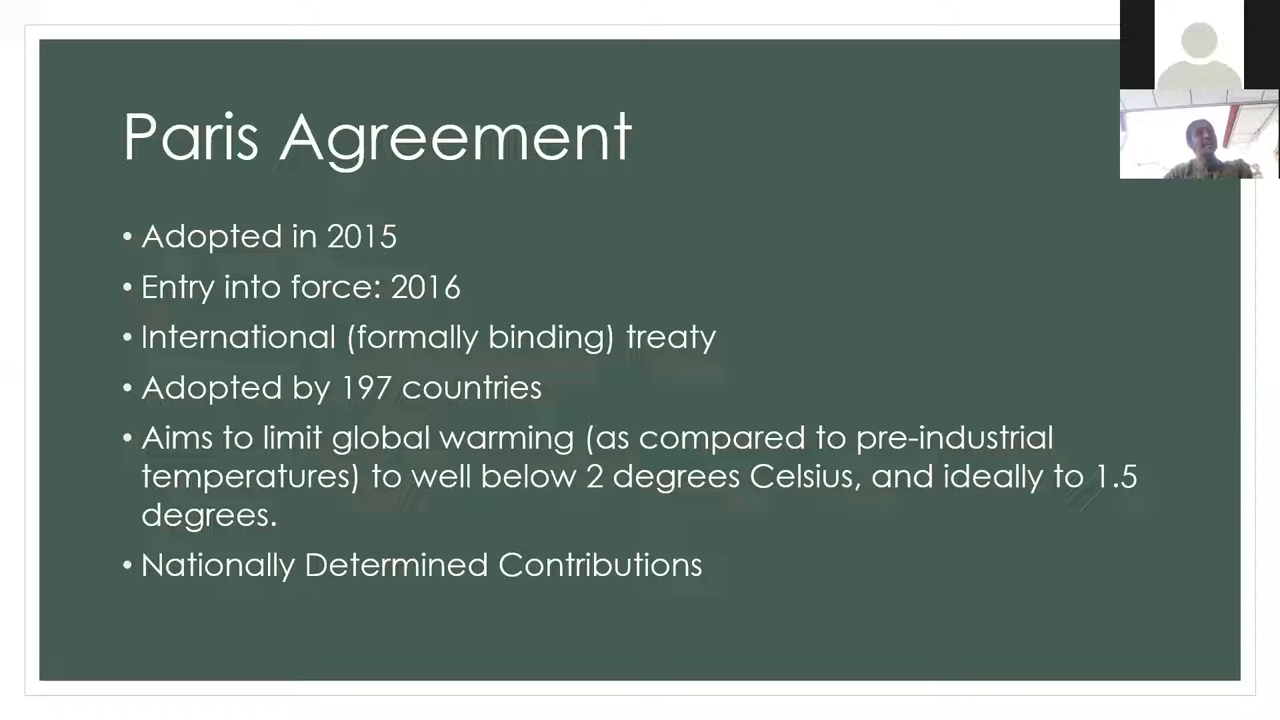 Paris Agreement
• Adopted in 2015
• Entry into force: 2016
• International (formally binding) treaty
• Adopted by 197 countries
• Aims to limit global warming (as compared to pre-industrial
temperatures) to well below 2 degrees Celsius, and ideally to 1.5
degrees.
• Nationally Determined Contributions